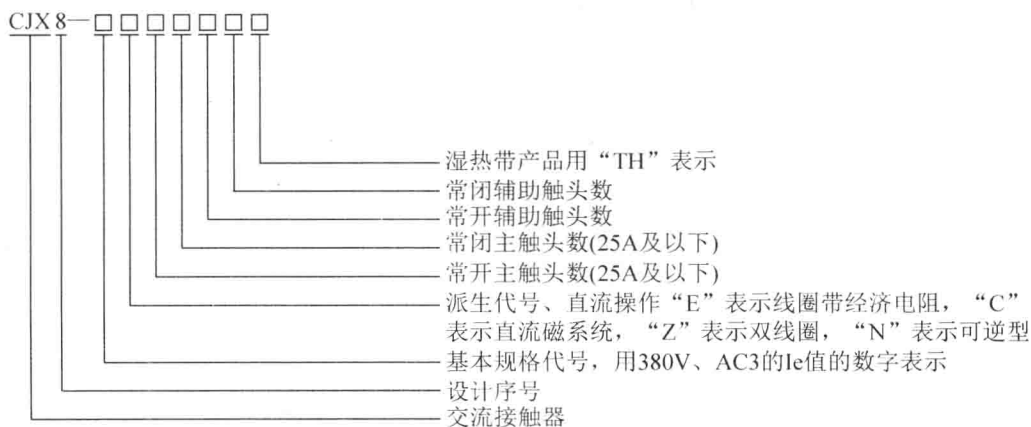 CJX8—□□□□□□□
湿热带产品用“TH”表示
常闭辅助触头数
常开辅助触头数
常闭主触头数(25A及以下)
常开主触头数(25A及以下)
派生代号、直流操作“E”表示线圈带经济电阻，“C”
表示直流磁系统，“Z”表示双线圈，“N”表示可逆型
基本规格代号，用380V、AC3的Ie值的数字表示
设计序号
交流接触器